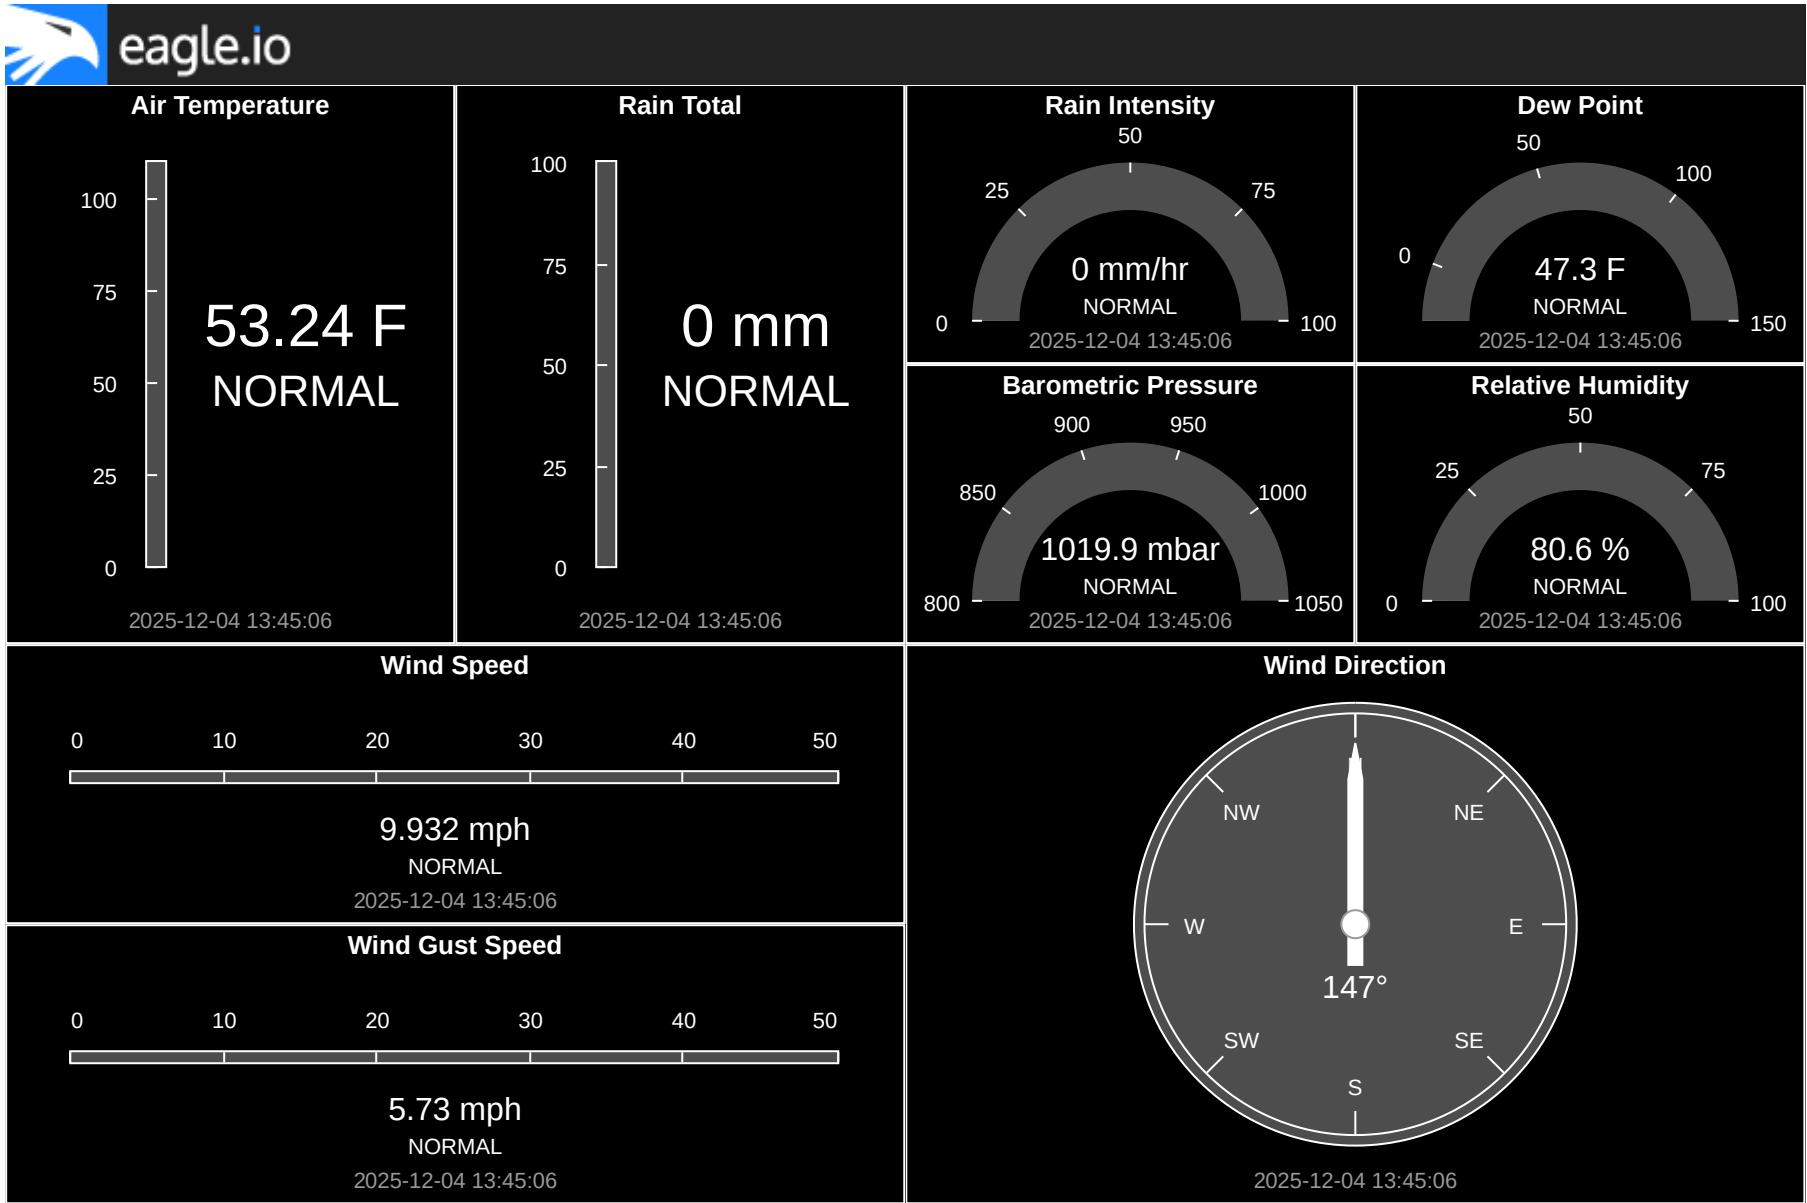 eagle.io
Air Temperature
100
75
50
25
0
53.24 F
NORMAL
2025-12-04 13:45:06
Rain Total
100
75
50
25
0
0 mm
NORMAL
2025-12-04 13:45:06
Rain Intensity
0
25
50
75
100
0 mm/hr
NORMAL
2025-12-04 13:45:06
Dew Point
0
50
100
150
47.3 F
NORMAL
2025-12-04 13:45:06
Barometric Pressure
800
850
900
950
1000
1050
1019.9 mbar
NORMAL
2025-12-04 13:45:06
Relative Humidity
0
25
50
75
100
80.6 %
NORMAL
2025-12-04 13:45:06
Wind Speed
0 10 20 30 40 50
9.932 mph
NORMAL
2025-12-04 13:45:06
Wind Gust Speed
0 10 20 30 40 50
5.73 mph
NORMAL
2025-12-04 13:45:06
Wind Direction
NW NE
W E
147°
SW SE
S
2025-12-04 13:45:06